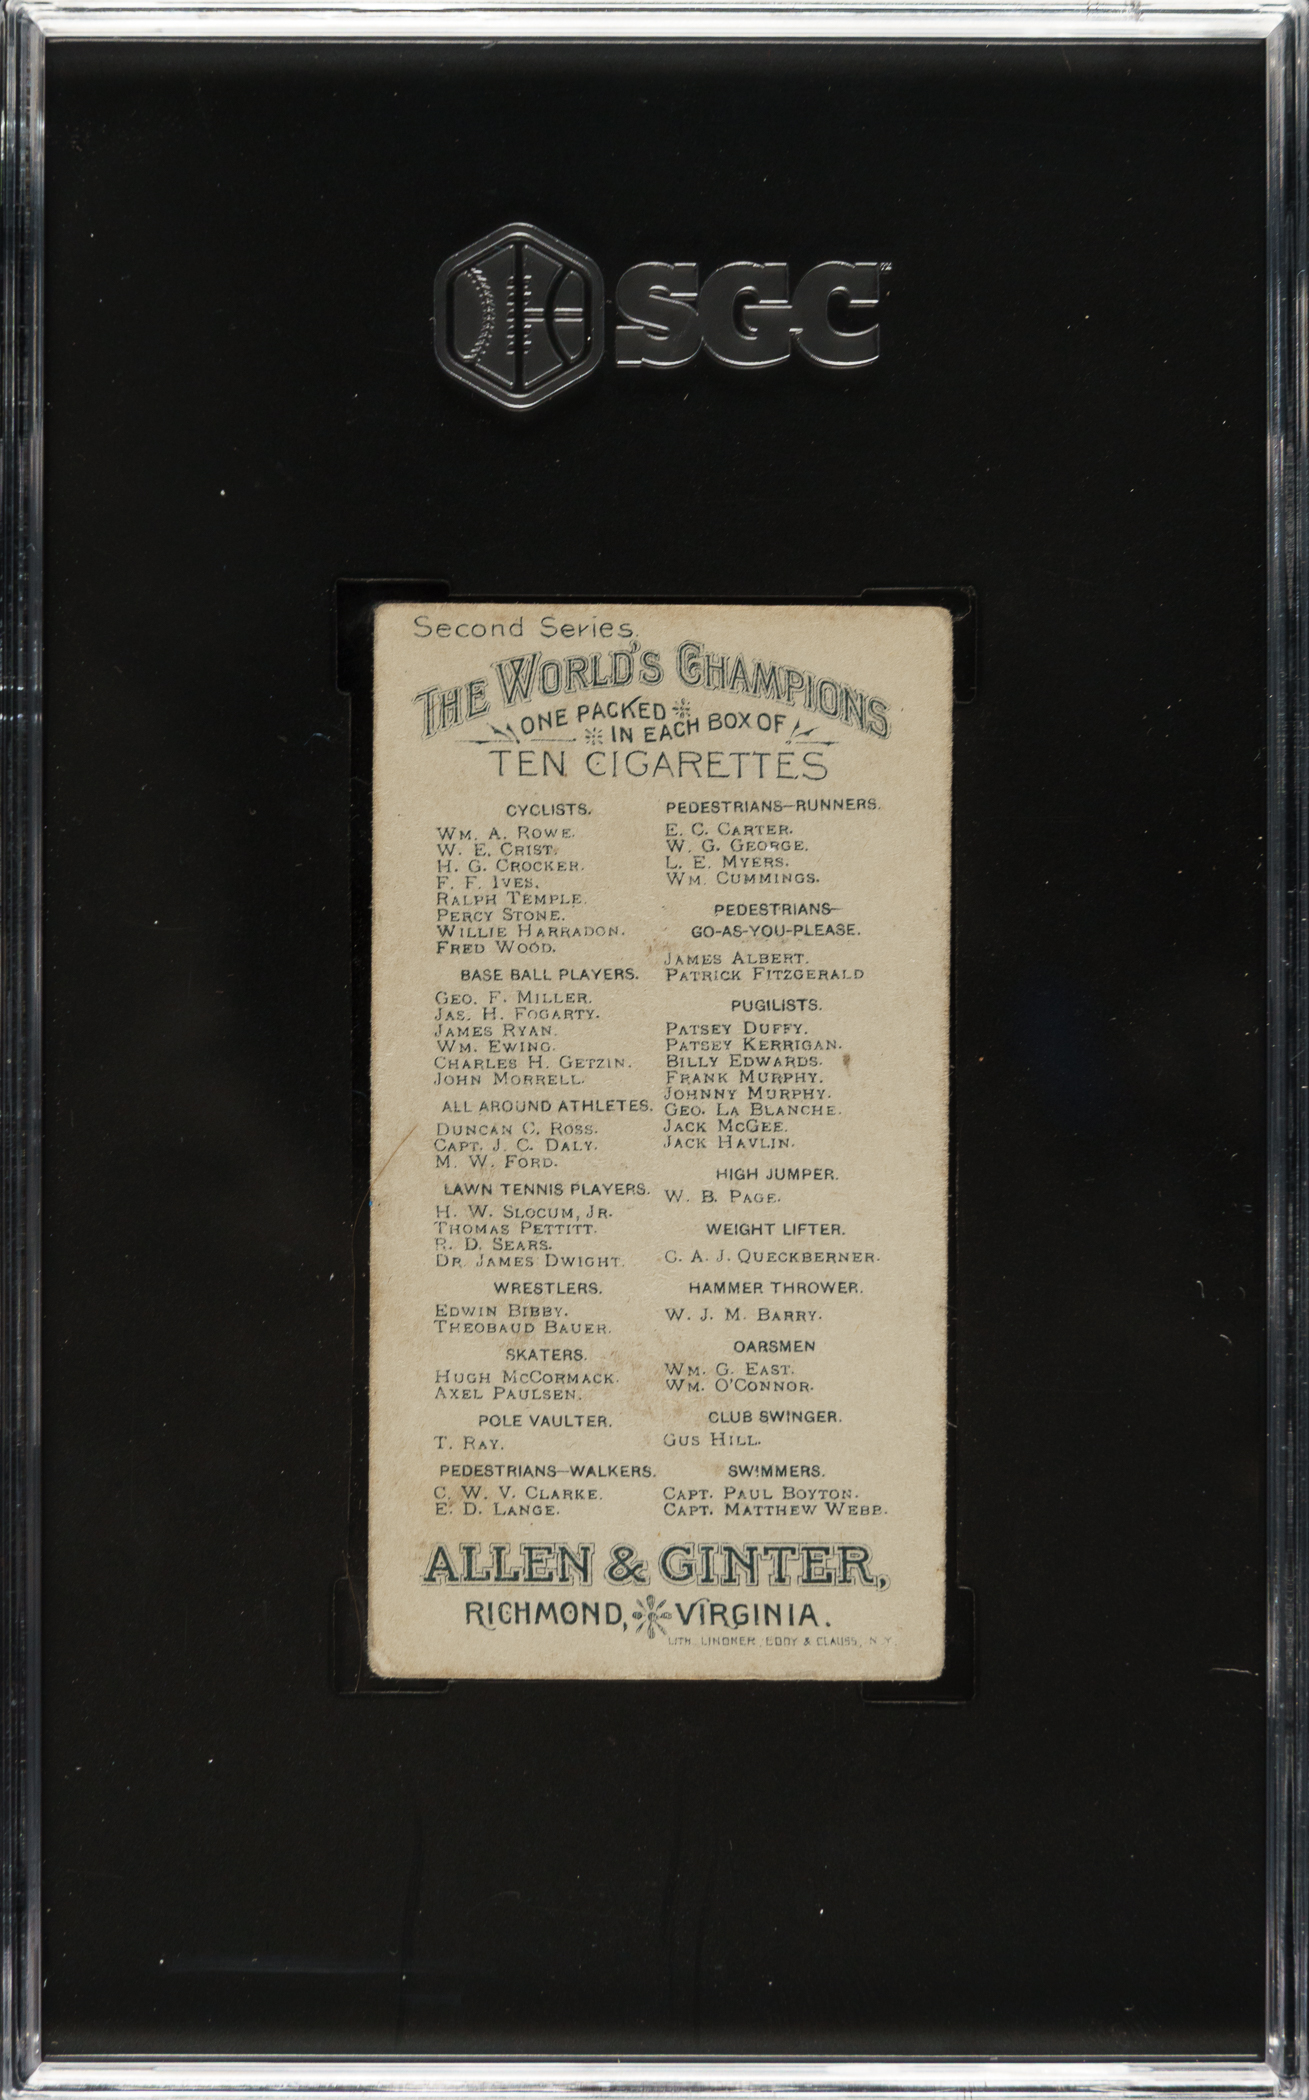 SGC
Second Series.
THE WORLD'S CHAMPIONS
ONE PACKED
IN EACH BOX OF
TEN CIGARETTES
CYCLISTS.
WM. A. ROWE.
W. E. CRIST.
H. G. CROCKER.
F. F. IVES.
RALPH TEMPLE.
PERCY STONE.
WILLIE HARRADON.
FRED WOOD.
BASE BALL PLAYERS.
GEO. F. MILLER.
JAS. H. FOGARTY.
JAMES RYAN.
WM. EWING.
CHARLES H. GETZIN.
JOHN MORRELL.
ALL AROUND ATHLETES.
DUNCAN C. ROSS.
CAPT. J. C. DALY.
M. W. FORD.
LAWN TENNIS PLAYERS.
H. W. SLOCUM, JR.
THOMAS PETTITT.
R. D. SEARS.
DR. JAMES DWIGHT.
WRESTLERS.
EDWIN BIBBY.
THEOBAUD BAUER.
SKATERS.
HUGH MCCORMACK.
AXEL PAULSEN.
POLE VAULTER.
T. RAY.
PEDESTRIANS-WALKERS.
C. W. V. CLARKE.
E. D. LANGE.
PEDESTRIANS-RUNNERS.
E. C. CARTER.
W. G. GEORGE.
L. E. MYERS.
WM. CUMMINGS.
PEDESTRIANS-
GO-AS-YOU-PLEASE.
JAMES ALBERT.
PATRICK FITZGERALD
PUGILISTS.
PATSEY DUFFY.
PATSEY KERRIGAN.
BILLY EDWARDS.
FRANK MURPHY.
JOHNNY MURPHY.
GEO. LA BLANCHE.
JACK MCGEE.
JACK HAVLIN.
HIGH JUMPER.
W. B. PAGE.
WEIGHT LIFTER.
C. A. J. QUECKBERNER.
HAMMER THROWER.
W. J. M. BARRY.
OARSMEN
WM. G. EAST.
WM. O'CONNOR.
CLUB SWINGER.
GUS HILL.
SWIMMERS.
CAPT. PAUL BOYTON.
CAPT. MATTHEW WEBB.
ALLEN & GINTER,
RICHMOND, VIRGINIA.
LITH. LINDNER, EDDY & CLAUSS, N.Y.